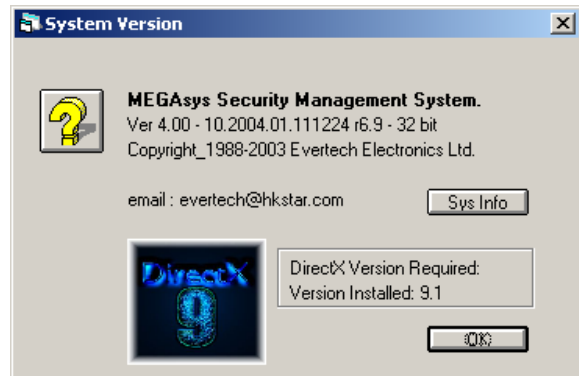 System Version
MEGAsys Security Management System.
Ver 4.00 - 10.2004.01.111224 r6.9 - 32 bit
Copyright_1988-2003 Evertech Electronics Ltd.
email : evertech@hkstar.com
Sys Info
DirectX
9
DirectX Version Required:
Version Installed: 9.1
(OK)